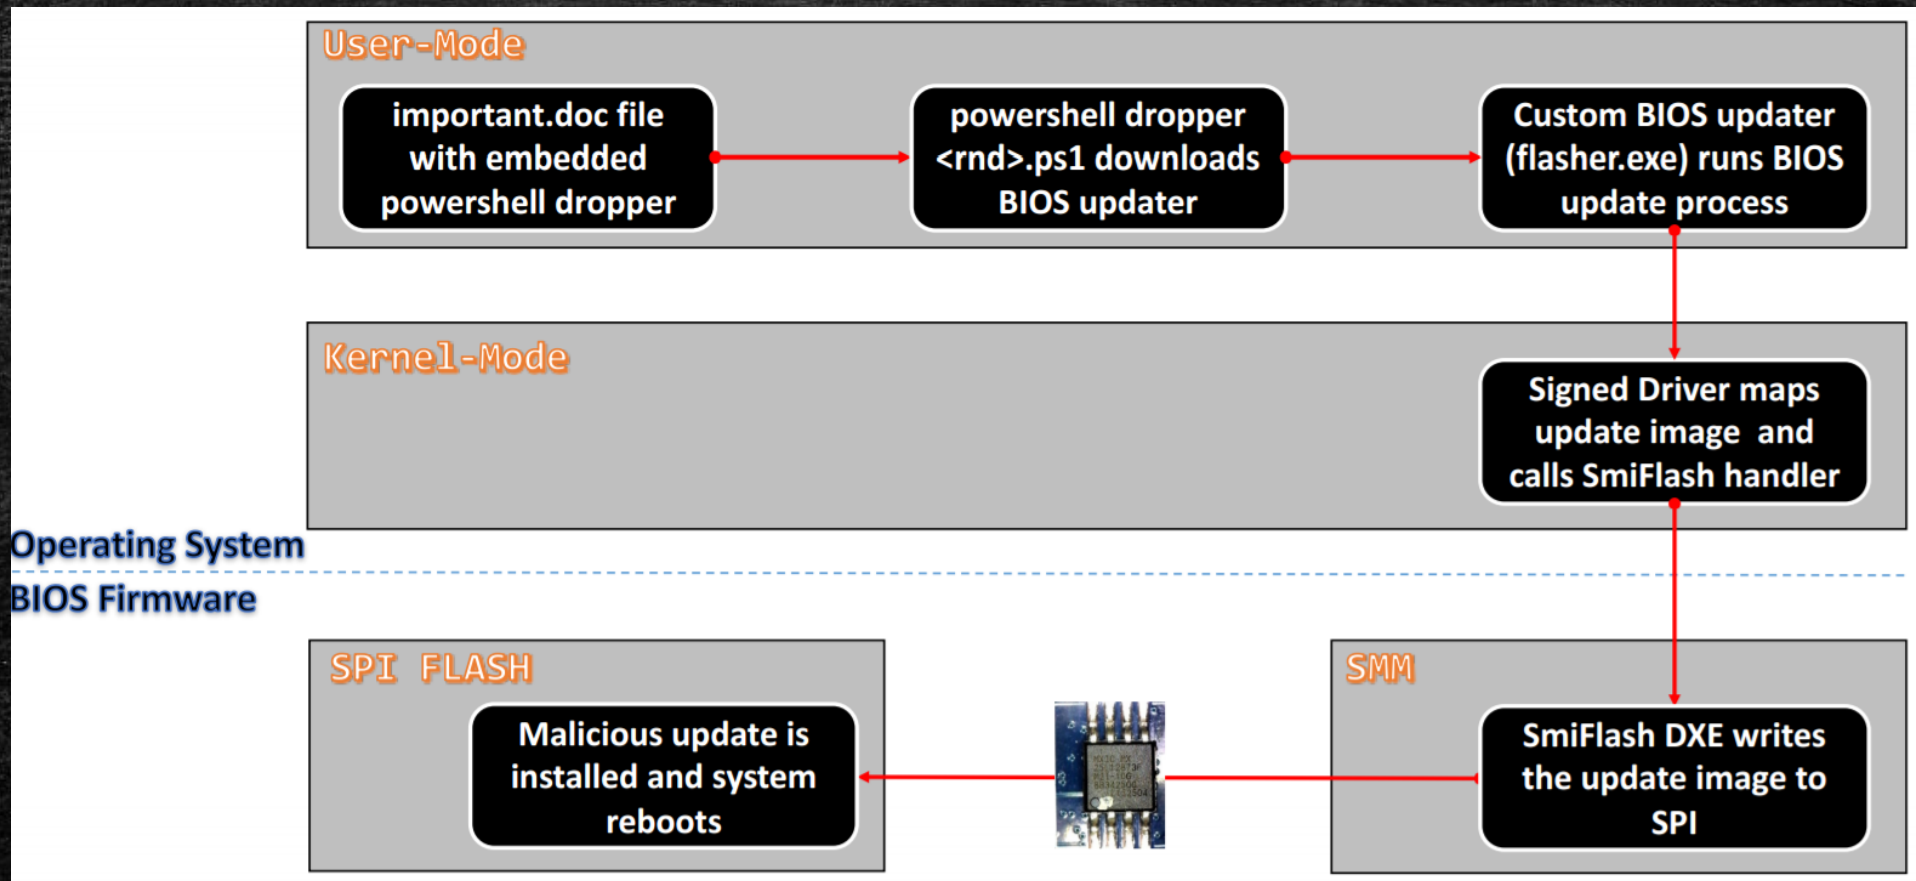 User-Mode
important.doc file
with embedded
powershell dropper
powershell dropper
<rnd>.ps1 downloads
BIOS updater
Custom BIOS updater
(flasher.exe) runs BIOS
update process
Kernel-Mode
Signed Driver maps
update image and
calls SmiFlash handler
Operating System
BIOS Firmware
SPI FLASH
Malicious update is
installed and system
reboots
SMM
SmiFlash DXE writes
the update image to
SPI